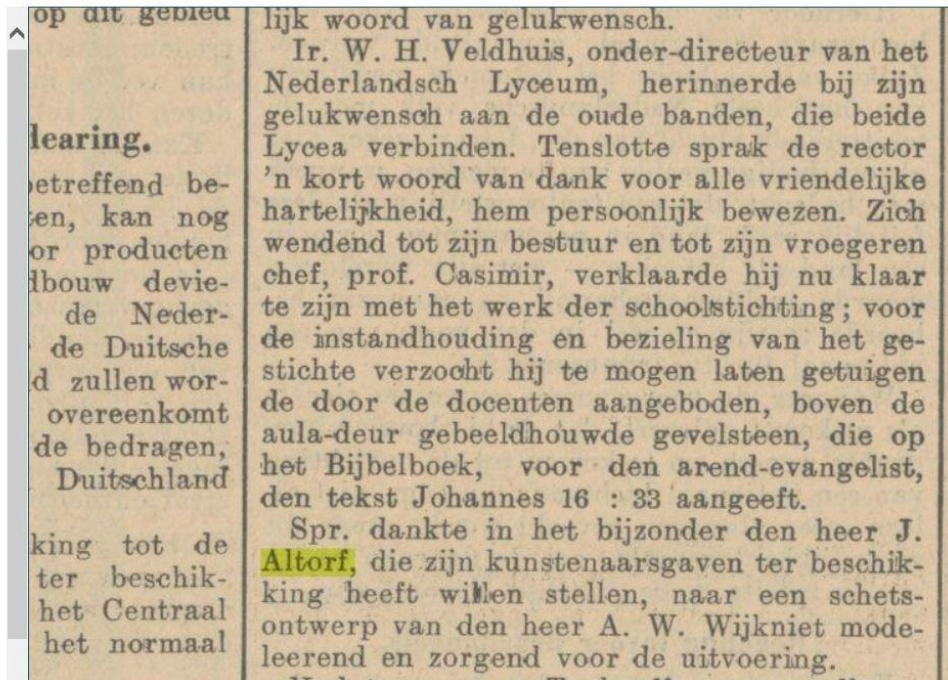 op dit gebied
learing.
betreffend be-
ten, kan nog
or producten
dbouw devie-
de Neder-
de Duitsche
d zullen wor-
overeenkomt
de bedragen,
Duitschland
king tot de
ter beschik-
het Centraal
het normaal
lijk woord van gelukwensch.
Ir. W. H. Veldhuis, onder-directeur van het
Nederlandsch Lyceum, herinnerde bij zijn
gelukwensch aan de oude banden, die beide
Lycea verbinden. Tenslotte sprak de rector
'n kort woord van dank voor alle vriendelijke
hartelijkheid, hem persoonlijk bewezen. Zich
wendend tot zijn bestuur en tot zijn vroegeren
chef, prof. Casimir, verklaarde hij nu klaar
te zijn met het werk der schoolstichting; voor
de instandhouding en bezieling van het ge-
stichte verzocht hij te mogen laten getuigen
de door de docenten aangeboden, boven de
aula-deur gebeeldhouwde gevelsteen, die op
het Bijbelboek, voor den arend-evangelist,
den tekst Johannes 16 : 33 aangeeft.
Spr. dankte in het bijzonder den heer J.
Altorf, die zijn kunstenaarsgaven ter beschik-
king heeft willen stellen, naar een schets-
ontwerp van den heer A. W. Wijkniet mode-
leerend en zorgend voor de uitvoering.